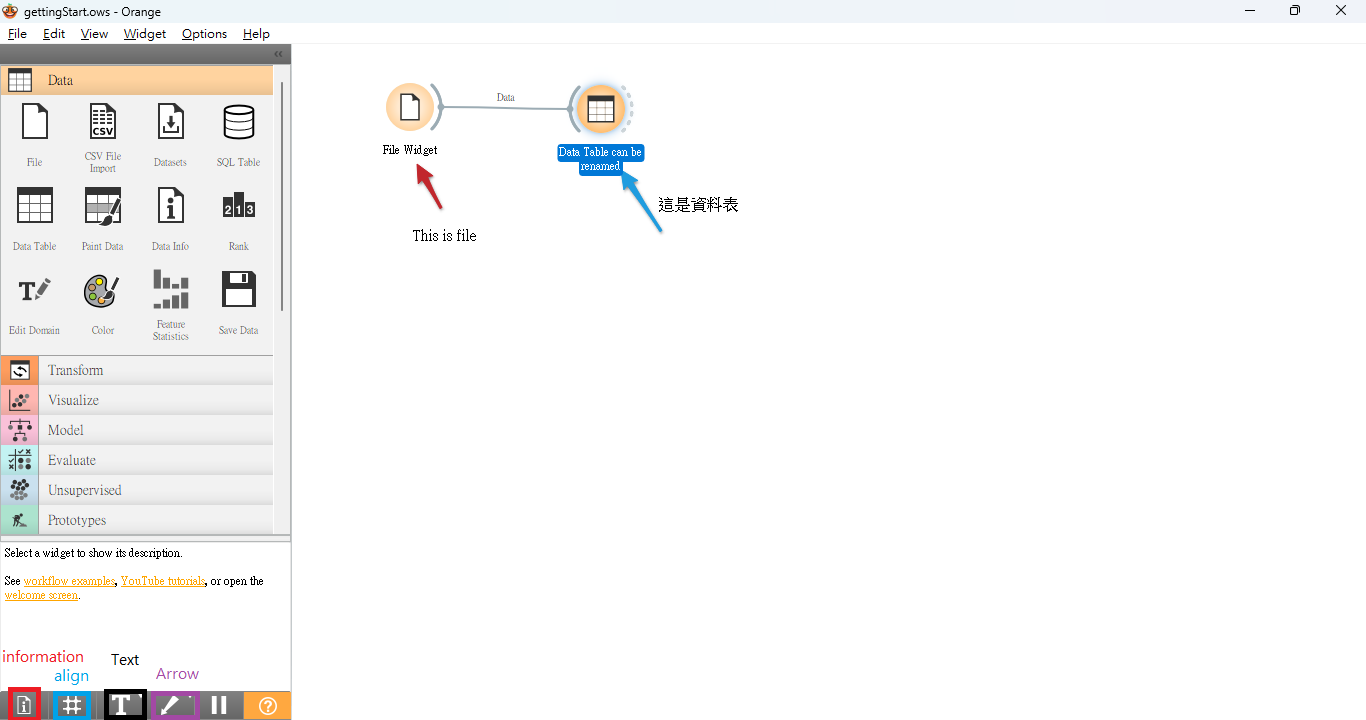 gettingStart.ows - Orange
File Edit View Widget Options Help
Data
File
CSV File
Import
Datasets
SQL Table
Data Table
Paint Data
Data Info
Rank
Edit Domain
Color
Feature
Statistics
Save Data
Transform
Visualize
Model
Evaluate
Unsupervised
Prototypes
Select a widget to show its description.
See workflow examples, YouTube tutorials, or open the
welcome screen.
information
align
Text
Arrow
Data
File Widget
Data Table can be
renamed
這是資料表
This is file